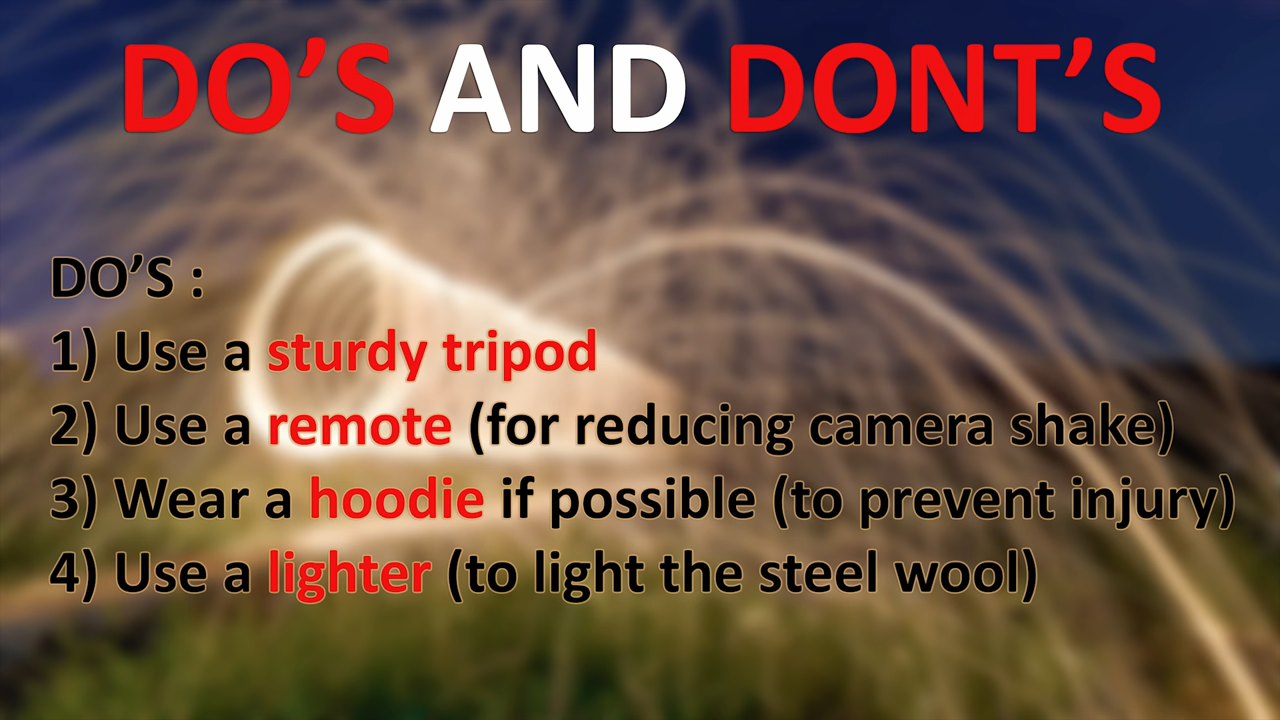 DO’S AND DONT’S
DO’S :
1) Use a sturdy tripod
2) Use a remote (for reducing camera shake)
3) Wear a hoodie if possible (to prevent injury)
4) Use a lighter (to light the steel wool)